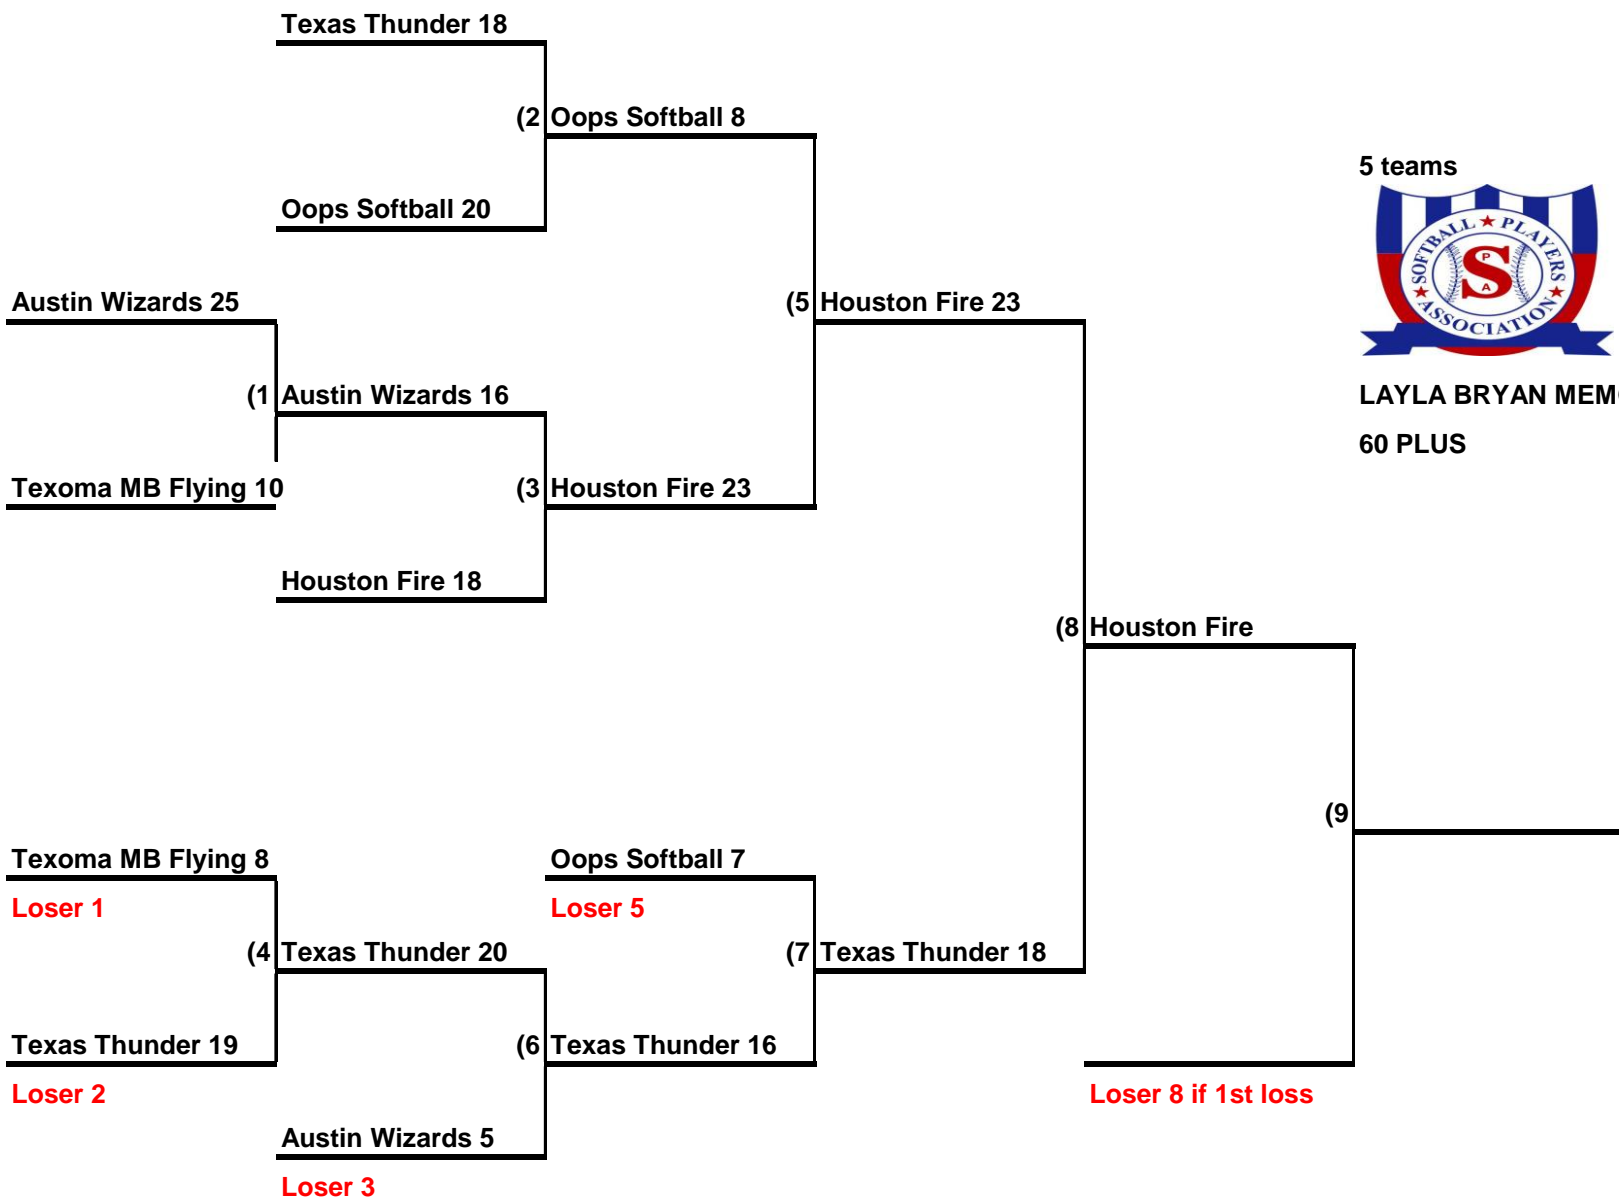 Texas Thunder 18
(2 Oops Softball 8
5 teams
Oops Softball 20
SOFTBALL ★ PLAYERS
★ ASSOCIATION ★
P
S
A
Austin Wizards 25
(5 Houston Fire 23
(1 Austin Wizards 16
LAYLA BRYAN MEM
60 PLUS
Texoma MB Flying 10
(3 Houston Fire 23
Houston Fire 18
(8 Houston Fire
(9
Texoma MB Flying 8
Oops Softball 7
Loser 1
Loser 5
(4 Texas Thunder 20
(7 Texas Thunder 18
Texas Thunder 19
(6 Texas Thunder 16
Loser 2
Loser 8 if 1st loss
Austin Wizards 5
Loser 3